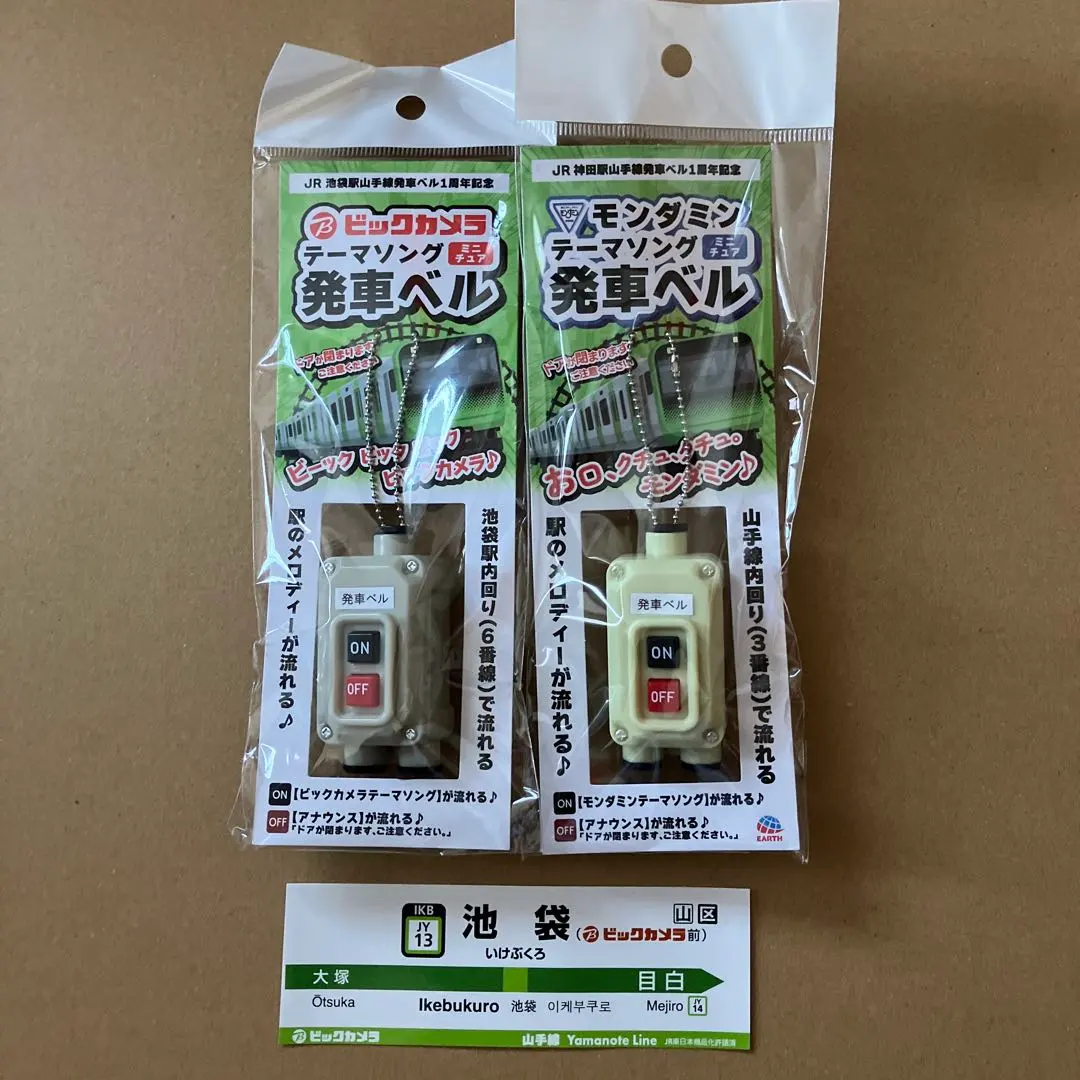 JR 池袋駅山手線発車ベル1周年記念
B ビックカメラ
テーマソング ミニチュア
発車ベル
ドアが閉まります
ご注意ください
ビーック ビック
カメラ♪
池袋駅内回り(6番線)で流れる
駅のメロディーが流れる♪
発車ベル
ON
OFF
ON 【ビックカメラテーマソング】が流れる♪
OFF 【アナウンス】が流れる♪
「ドアが閉まります、ご注意ください。」
JR 神田駅山手線発車ベル1周年記念
モンダミン
テーマソング ミニチュア
発車ベル
ドアが閉まります
ご注意ください
お口、クチュ、クチュ。
モンダミン♪
山手線内回り(3番線)で流れる
駅のメロディーが流れる♪
発車ベル
ON
OFF
ON 【モンダミンテーマソング】が流れる♪
OFF 【アナウンス】が流れる♪
「ドアが閉まります、ご注意ください。」
EARTH
IKB
JY
13
池袋(B ビックカメラ前) 山 区
いけぶくろ
大塚 目白
Ōtsuka Ikebukuro 池袋 이케부쿠로 Mejiro JY 14
B ビックカメラ 山手線 Yamanote Line JR東日本商品化許諾済